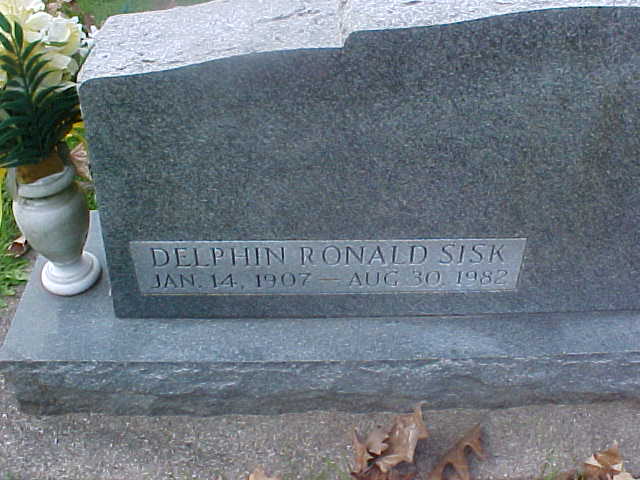 DELPHIN RONALD SISK
JAN. 14, 1907 — AUG. 30, 1982